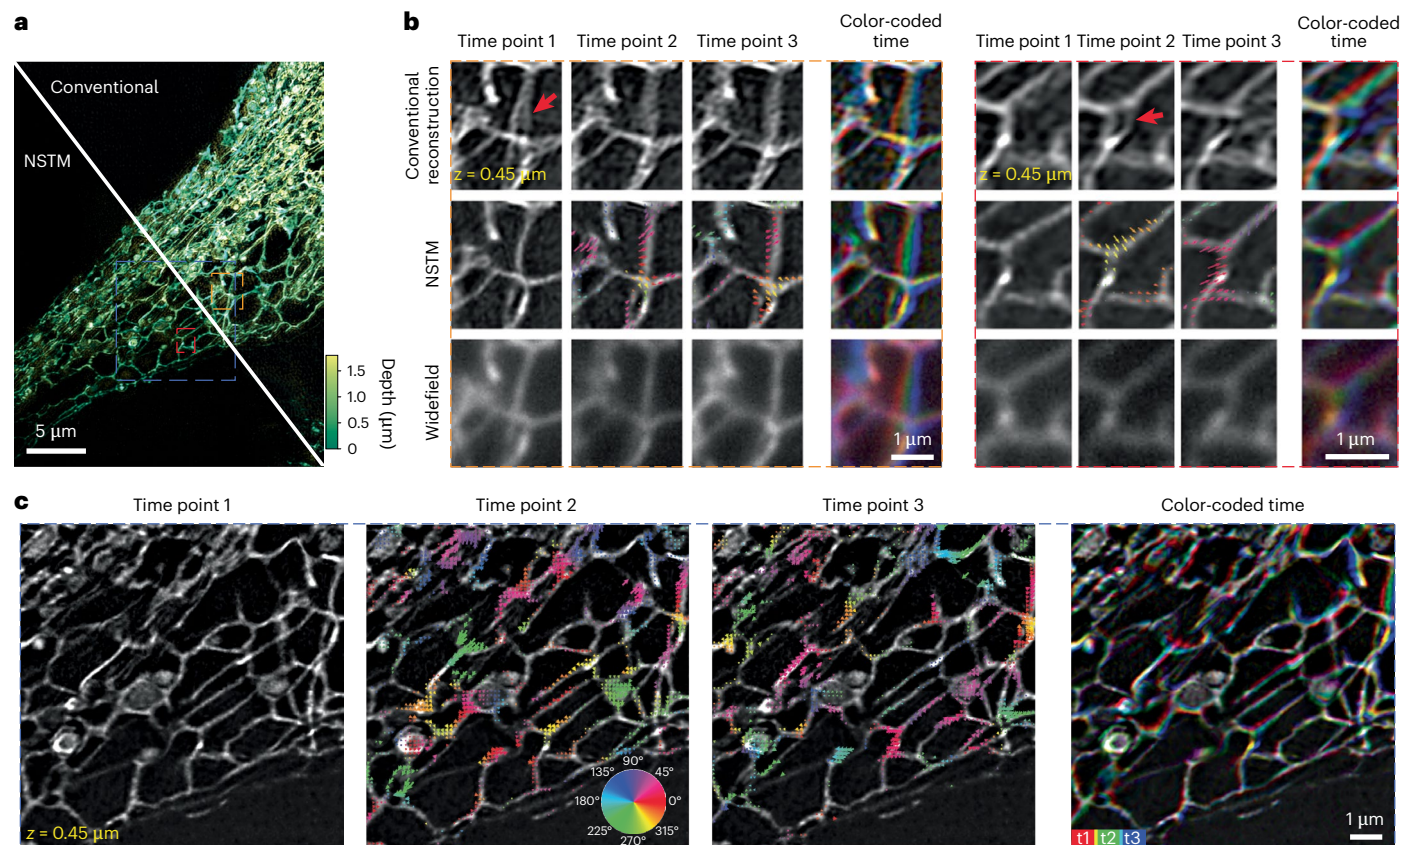 a
Conventional
NSTM
5 µm
1.5
1.0
0.5
0
Depth (µm)
b
Time point 1
Time point 2
Time point 3
Color-coded
time
Time point 1
Time point 2
Time point 3
Color-coded
time
Conventional
reconstruction
z = 0.45 µm
z = 0.45 µm
NSTM
Widefield
1 µm
1 µm
c
Time point 1
Time point 2
Time point 3
Color-coded time
z = 0.45 µm
90°
135°
45°
180°
0°
225°
315°
270°
t1 t2 t3
1 µm